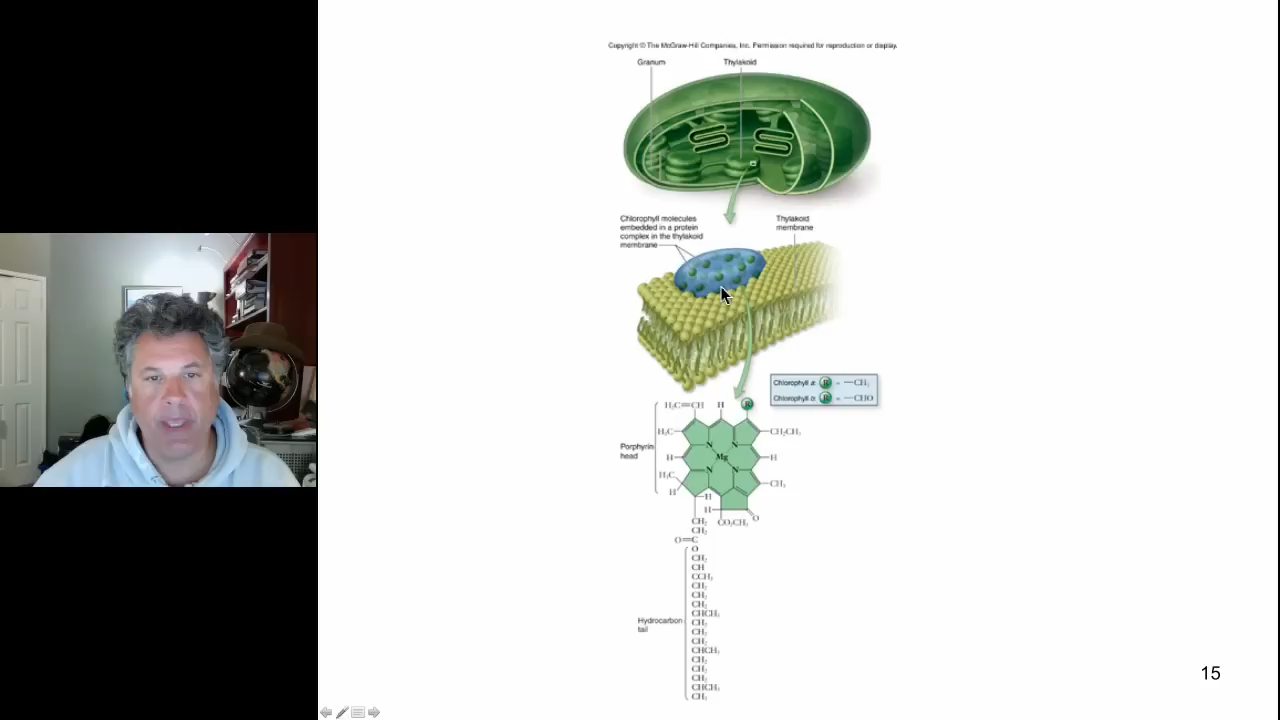 Copyright © The McGraw-Hill Companies, Inc. Permission required for reproduction or display.
Granum
Thylakoid
Chlorophyll molecules
embedded in a protein
complex in the thylakoid
membrane
Thylakoid
membrane
Chlorophyll a: R = —CH₃
Chlorophyll b: R = —CHO
H₂C=CH
H
R
H₃C
CH₂CH₃
N
N
Porphyrin
head
H
Mg
H
N
N
H₃C
CH₃
H
H
H
O
CO₂CH₃
CH₂
CH₂
O=C
O
CH₂
CH
CCH₃
CH₂
CH₂
CH₂
CHCH₃
CH₂
CH₂
CH₂
CHCH₃
CH₂
CH₂
CH₂
CHCH₃
CH₃
Hydrocarbon
tail
15